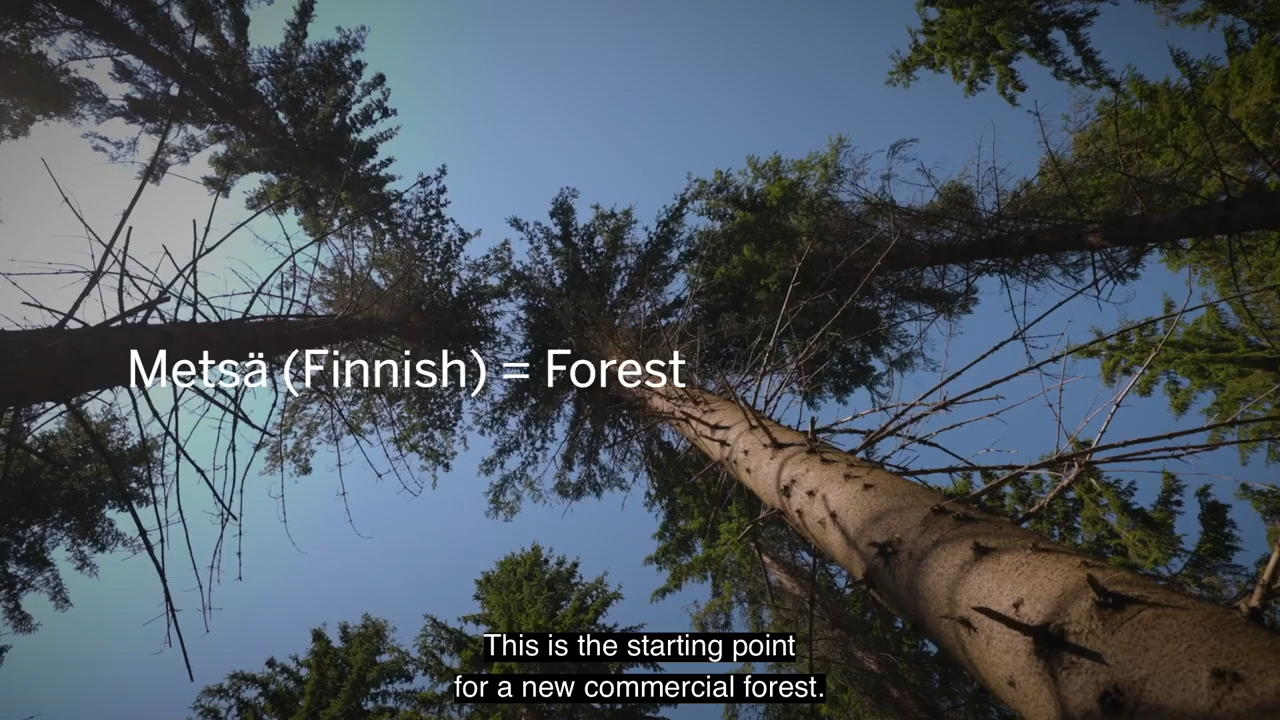 Metsä (Finnish) = Forest
This is the starting point
for a new commercial forest.